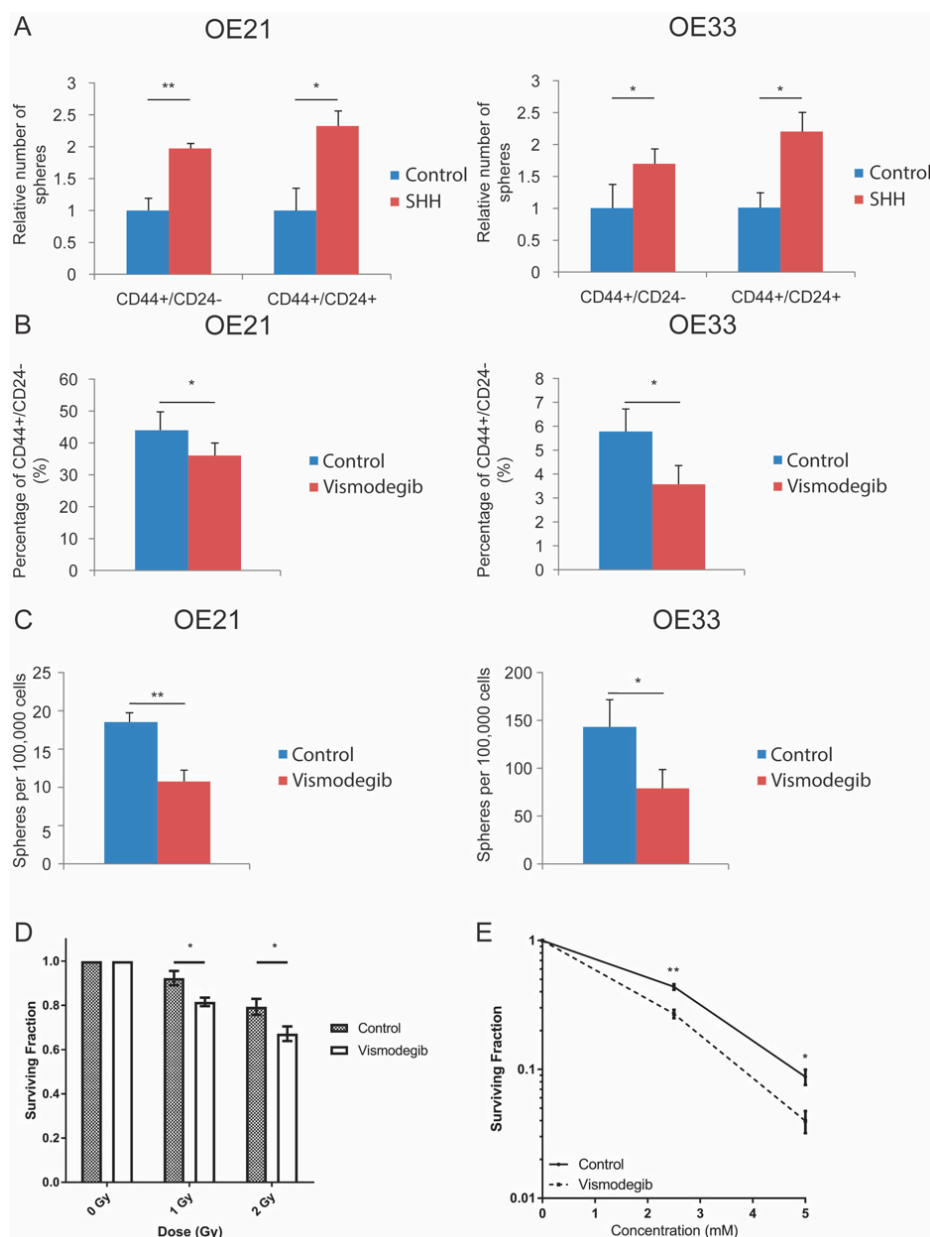 A
OE21
OE33
Relative number of
spheres
3
2.5
2
1.5
1
0.5
0
**
*
Control
SHH
CD44+/CD24-
CD44+/CD24+
Relative number of
spheres
3
2.5
2
1.5
1
0.5
0
*
*
Control
SHH
CD44+/CD24-
CD44+/CD24+
B
OE21
OE33
Percentage of CD44+/CD24-
(%)
60
50
40
30
20
10
0
*
Control
Vismodegib
Percentage of CD44+/CD24-
(%)
8
7
6
5
4
3
2
1
0
*
Control
Vismodegib
C
OE21
OE33
Spheres per 100,000 cells
25
20
15
10
5
0
**
Control
Vismodegib
Spheres per 100,000 cells
200
150
100
50
0
*
Control
Vismodegib
D
Surviving Fraction
1.0
0.8
0.6
0.4
0.2
0.0
*
*
Control
Vismodegib
0 Gy
1 Gy
2 Gy
Dose (Gy)
E
Surviving Fraction
1
0.1
0.01
**
*
Control
Vismodegib
0
1
2
3
4
5
Concentration (mM)